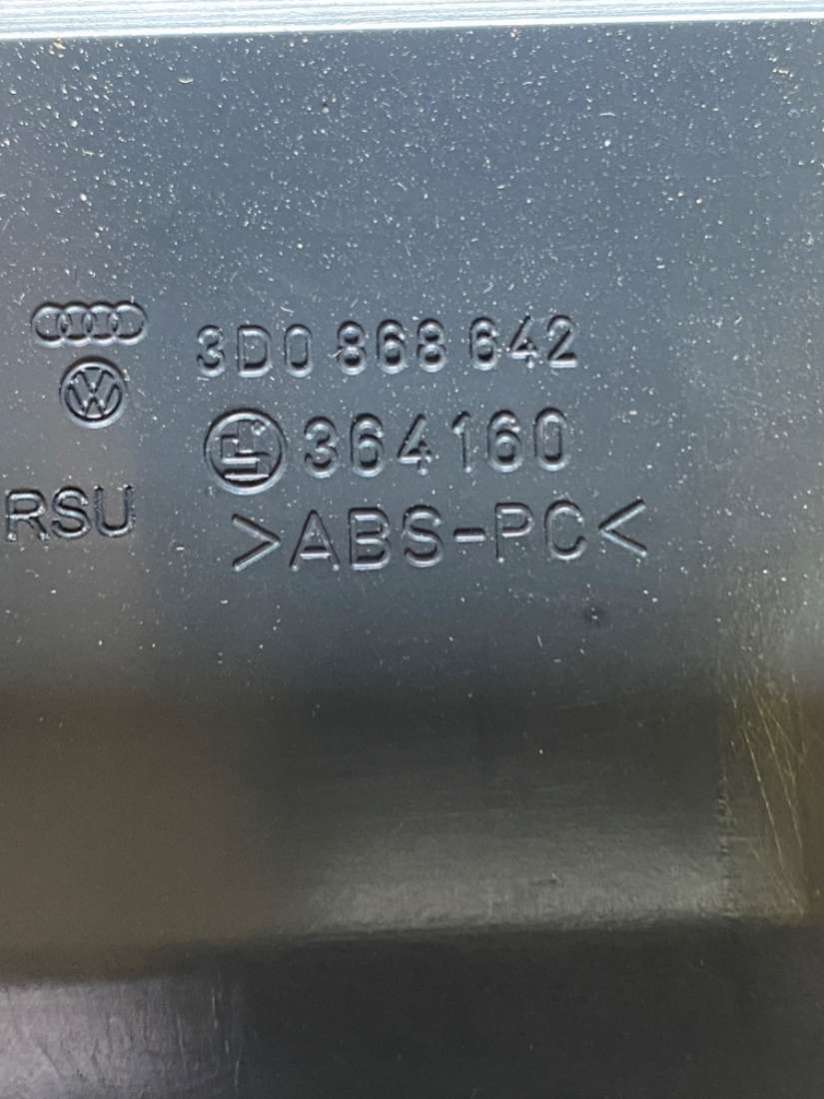 3D0 868 642
364160
RSU
>ABS-PC<